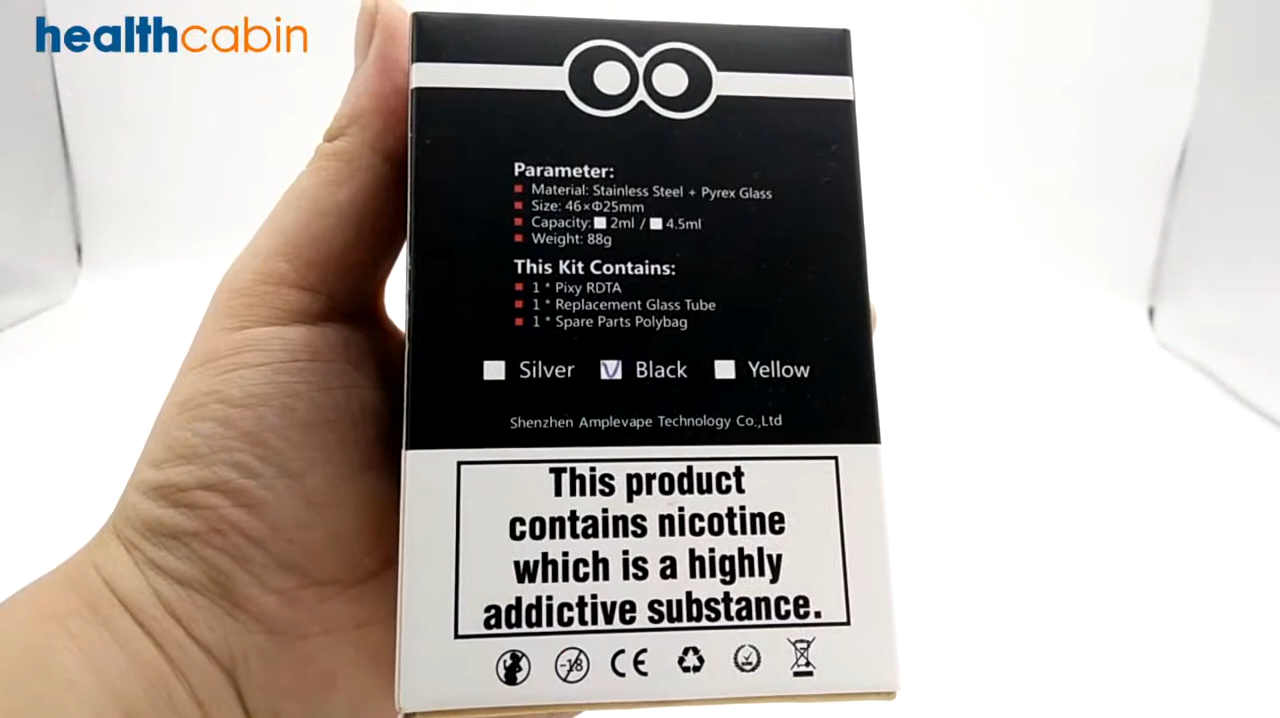 healthcabin
Parameter:
Material: Stainless Steel + Pyrex Glass
Size: 46×Φ25mm
Capacity: 2ml / 4.5ml
Weight: 88g
This Kit Contains:
1 * Pixy RDTA
1 * Replacement Glass Tube
1 * Spare Parts Polybag
Silver Black Yellow
Shenzhen Amplevape Technology Co.,Ltd
This product
contains nicotine
which is a highly
addictive substance.
-18 CE